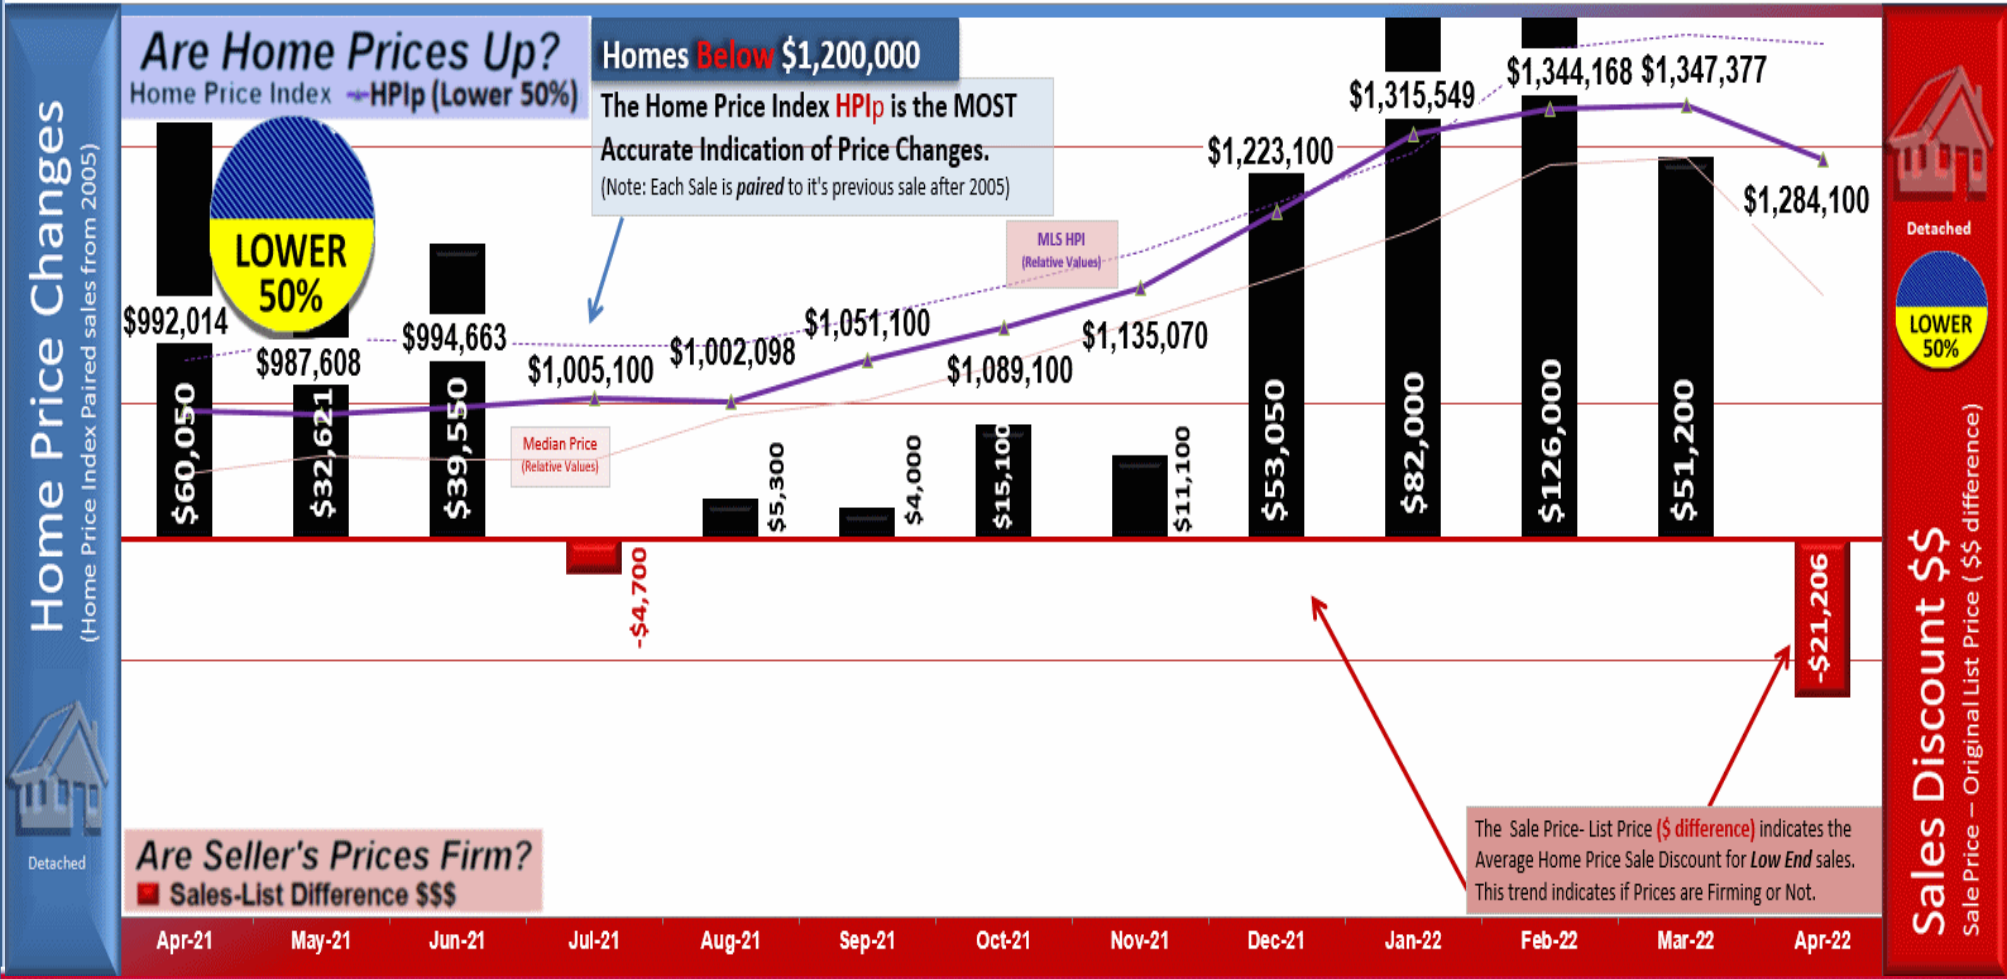 Home Price Changes
(Home Price Index Paired sales from 2005)
Detached
Are Home Prices Up?
Home Price Index HPIp (Lower 50%)
Homes Below $1,200,000
The Home Price Index HPIp is the MOST
Accurate Indication of Price Changes.
(Note: Each Sale is paired to it's previous sale after 2005)
LOWER
50%
MLS HPI
(Relative Values)
Median Price
(Relative Values)
$992,014
$987,608
$994,663
$1,005,100
$1,002,098
$1,051,100
$1,089,100
$1,135,070
$1,223,100
$1,315,549
$1,344,168
$1,347,377
$1,284,100
$60,050
$32,621
$39,550
-$4,700
$5,300
$4,000
$15,100
$11,100
$53,050
$82,000
$126,000
$51,200
-$21,206
Are Seller's Prices Firm?
Sales-List Difference $$$
The Sale Price- List Price ($ difference) indicates the
Average Home Price Sale Discount for Low End sales.
This trend indicates if Prices are Firming or Not.
Apr-21 May-21 Jun-21 Jul-21 Aug-21 Sep-21 Oct-21 Nov-21 Dec-21 Jan-22 Feb-22 Mar-22 Apr-22
Detached
LOWER
50%
Sales Discount $$
Sale Price – Original List Price ( $$ difference)